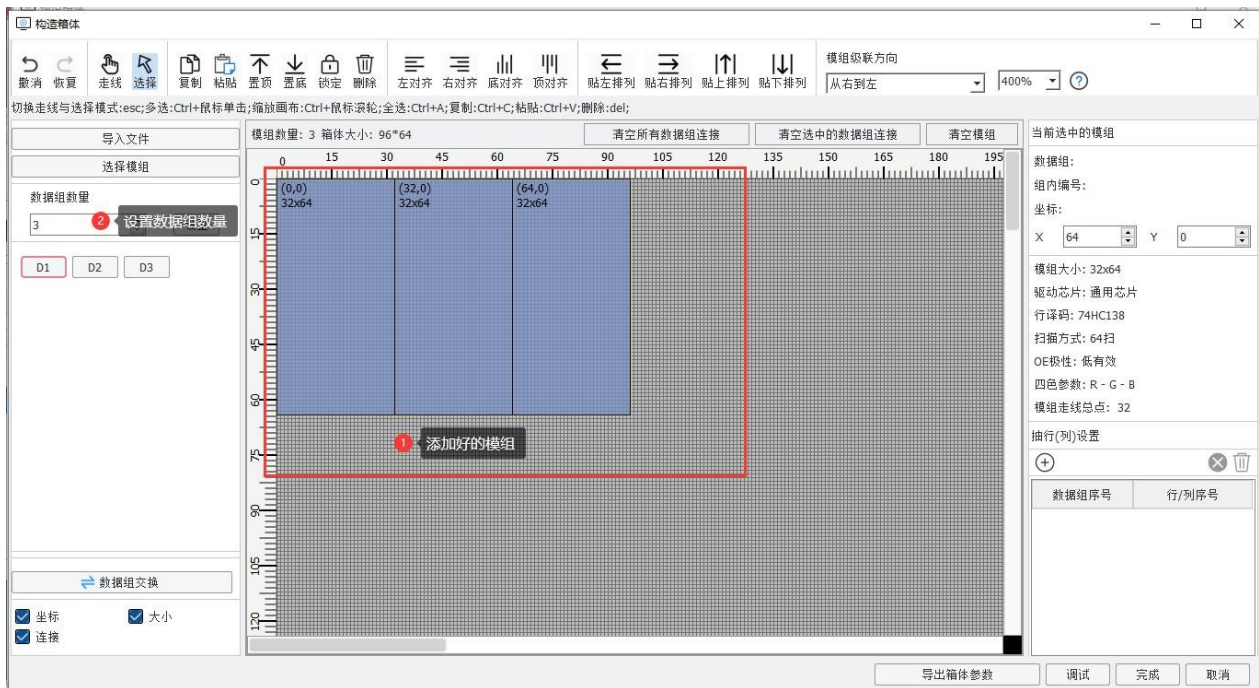 构造箱体
撤消 恢复 走线 选择 复制 粘贴 置顶 置底 锁定 删除 左对齐 右对齐 底对齐 顶对齐 贴左排列 贴右排列 贴上排列 贴下排列
模组级联方向
从右到左
400%
切换走线与选择模式:esc;多选:Ctrl+鼠标单击;缩放画布:Ctrl+鼠标滚轮;全选:Ctrl+A;复制:Ctrl+C;粘贴:Ctrl+V;删除:del;
导入文件
选择模组
数据组数量
3
2 设置数据组数量
D1 D2 D3
数据组交换
坐标 大小
连接
模组数量: 3 箱体大小: 96*64
清空所有数据组连接 清空选中的数据组连接 清空模组
0 15 30 45 60 75 90 105 120 135 150 165 180 195
0
15
30
45
60
75
90
105
120
(0,0) (32,0) (64,0)
32x64 32x64 32x64
1 添加好的模组
当前选中的模组
数据组:
组内编号:
坐标:
X 64 Y 0
模组大小: 32x64
驱动芯片: 通用芯片
行译码: 74HC138
扫描方式: 64扫
OE极性: 低有效
四色参数: R - G - B
模组走线总点: 32
抽行(列)设置
数据组序号 行/列序号
导出箱体参数 调试 完成 取消